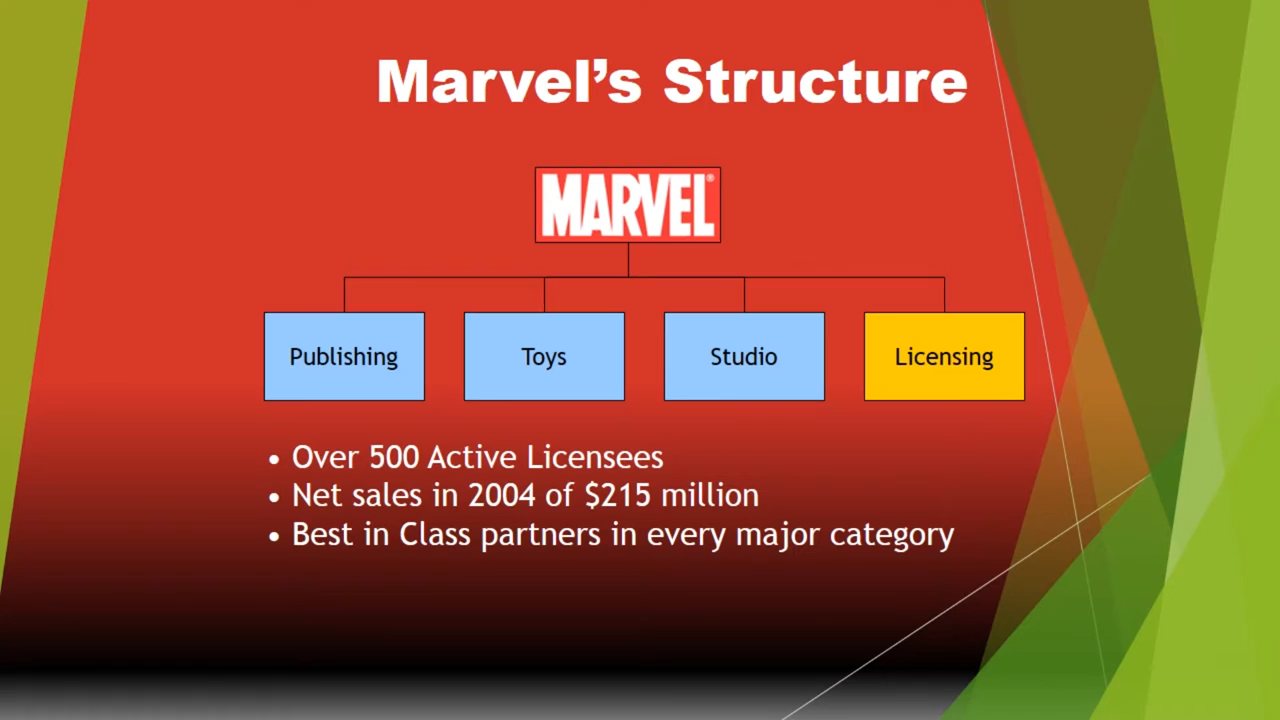 Marvel’s Structure
MARVEL®
Publishing
Toys
Studio
Licensing
• Over 500 Active Licensees
• Net sales in 2004 of $215 million
• Best in Class partners in every major category